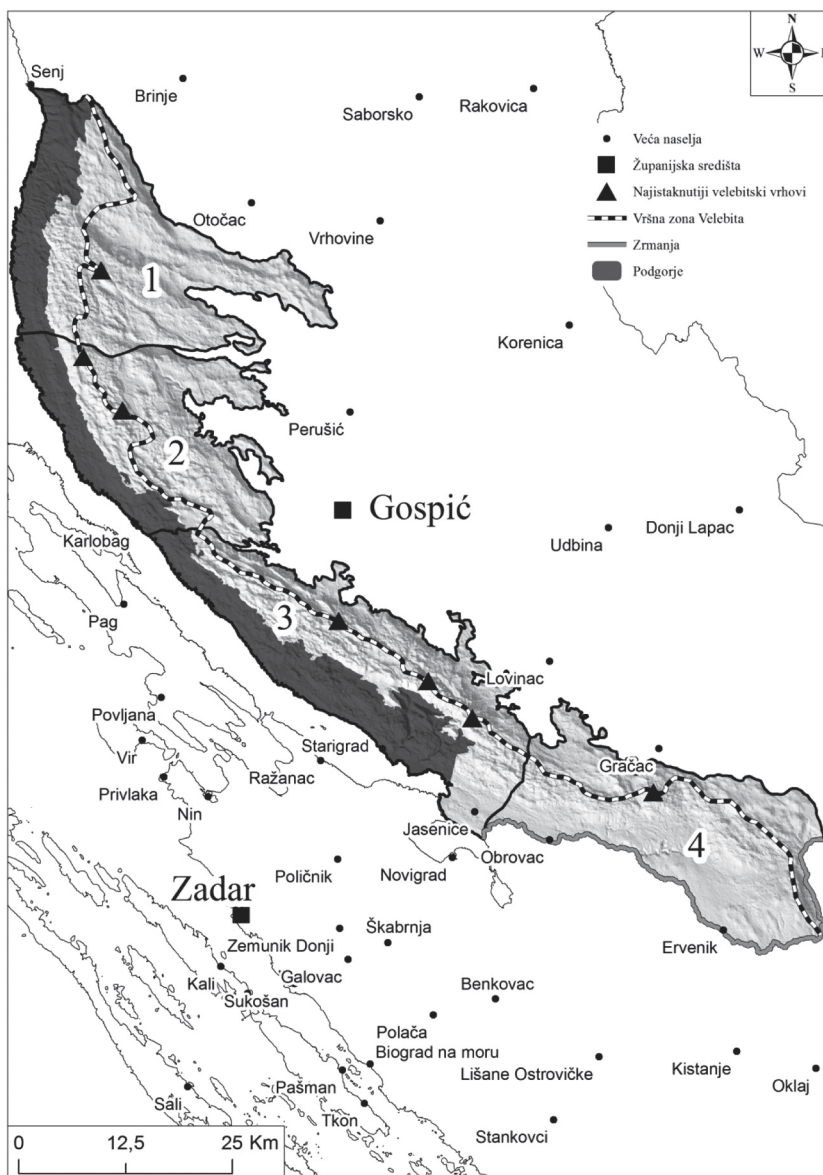 N
W
E
S
Senj
Brinje
Saborsko
Rakovica
Veća naselja
Županijska središta
Najistaknutiji velebitski vrhovi
Vršna zona Velebita
Zrmanja
Podgorje
Otočac
Vrhovine
1
Korenica
Perušić
2
Gospić
Donji Lapac
Udbina
Karlobag
Pag
3
Lovinac
Povljana
Vir
Starigrad
Gračac
Ražanac
Privlaka
Nin
Jasenice
4
Obrovac
Poličnik
Novigrad
Zadar
Škabrnja
Ervenik
Zemunik Donji
Galovac
Kali
Sukošan
Benkovac
Polača
Biograd na moru
Lišane Ostrovičke
Kistanje
Oklaj
Pašman
Sali
Tkon
Stankovci
0 12,5 25 Km